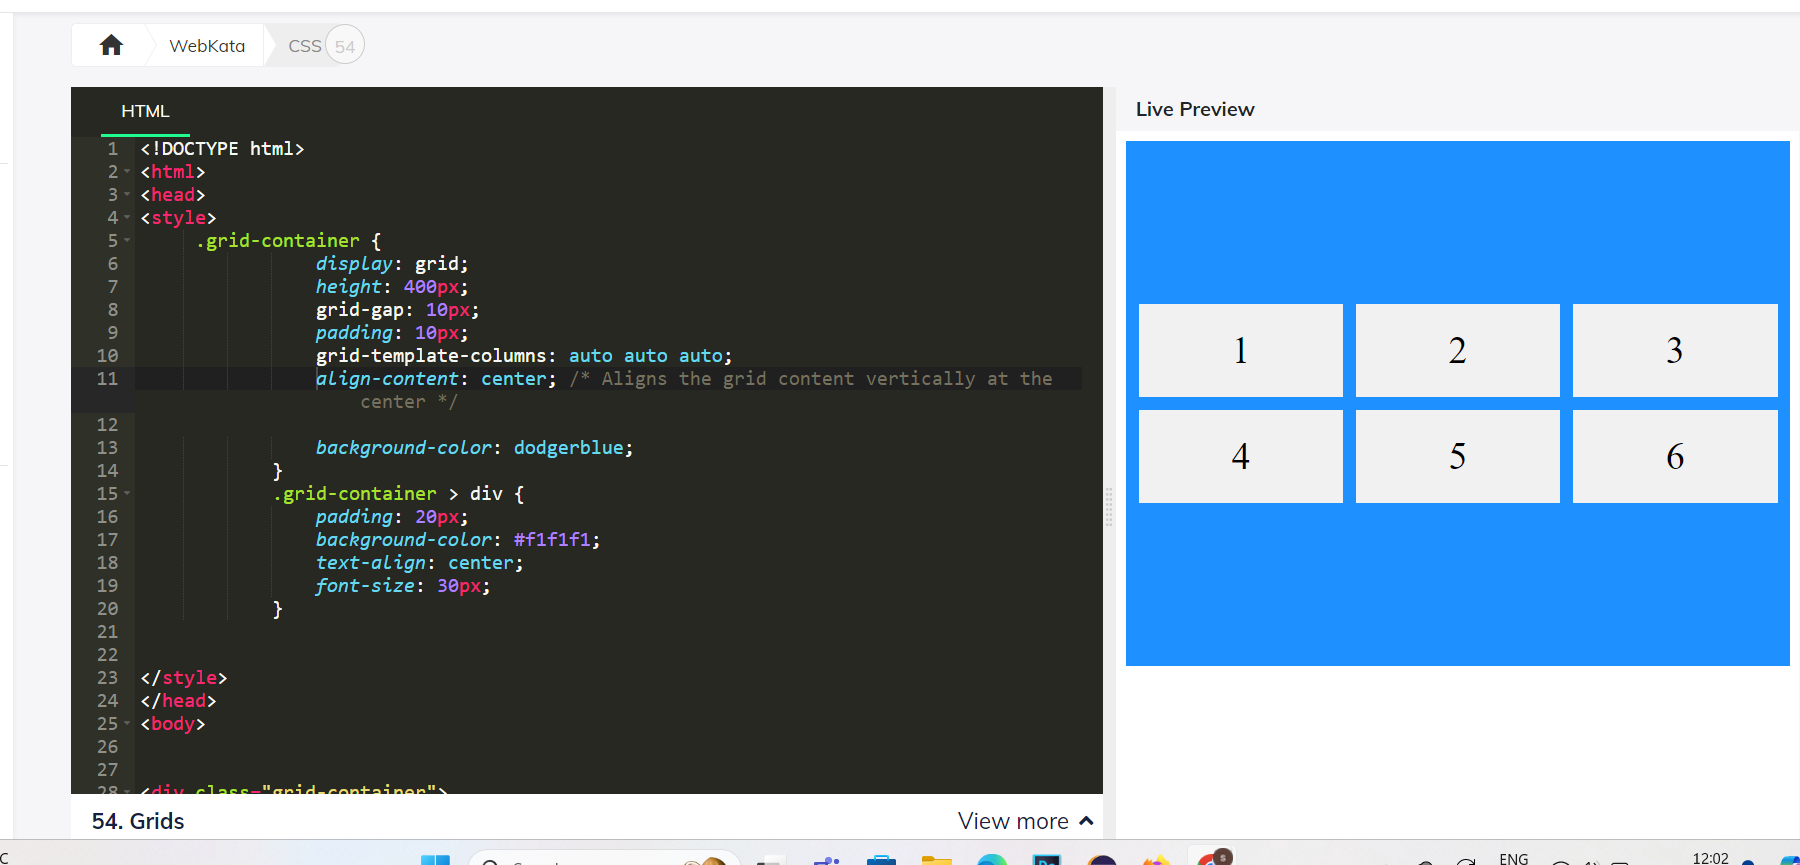 WebKata
CSS 54
HTML
1 <!DOCTYPE html>
2 <html>
3 <head>
4 <style>
5 .grid-container {
6 display: grid;
7 height: 400px;
8 grid-gap: 10px;
9 padding: 10px;
10 grid-template-columns: auto auto auto;
11 align-content: center; /* Aligns the grid content vertically at the
center */
12
13 background-color: dodgerblue;
14 }
15 .grid-container > div {
16 padding: 20px;
17 background-color: #f1f1f1;
18 text-align: center;
19 font-size: 30px;
20 }
21
22
23 </style>
24 </head>
25 <body>
26
27
28 <div class="grid-container">
54. Grids
View more
Live Preview
1 2 3
4 5 6
ENG
12:02